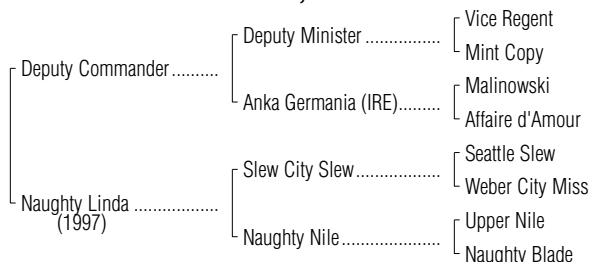 Vice Regent
Deputy Minister ................
Mint Copy
Deputy Commander..........
Malinowski
Anka Germania (IRE).........
Affaire d'Amour
Seattle Slew
Slew City Slew..................
Weber City Miss
Naughty Linda ..................
(1997)
Upper Nile
Naughty Nile.....................
Naughty Blade